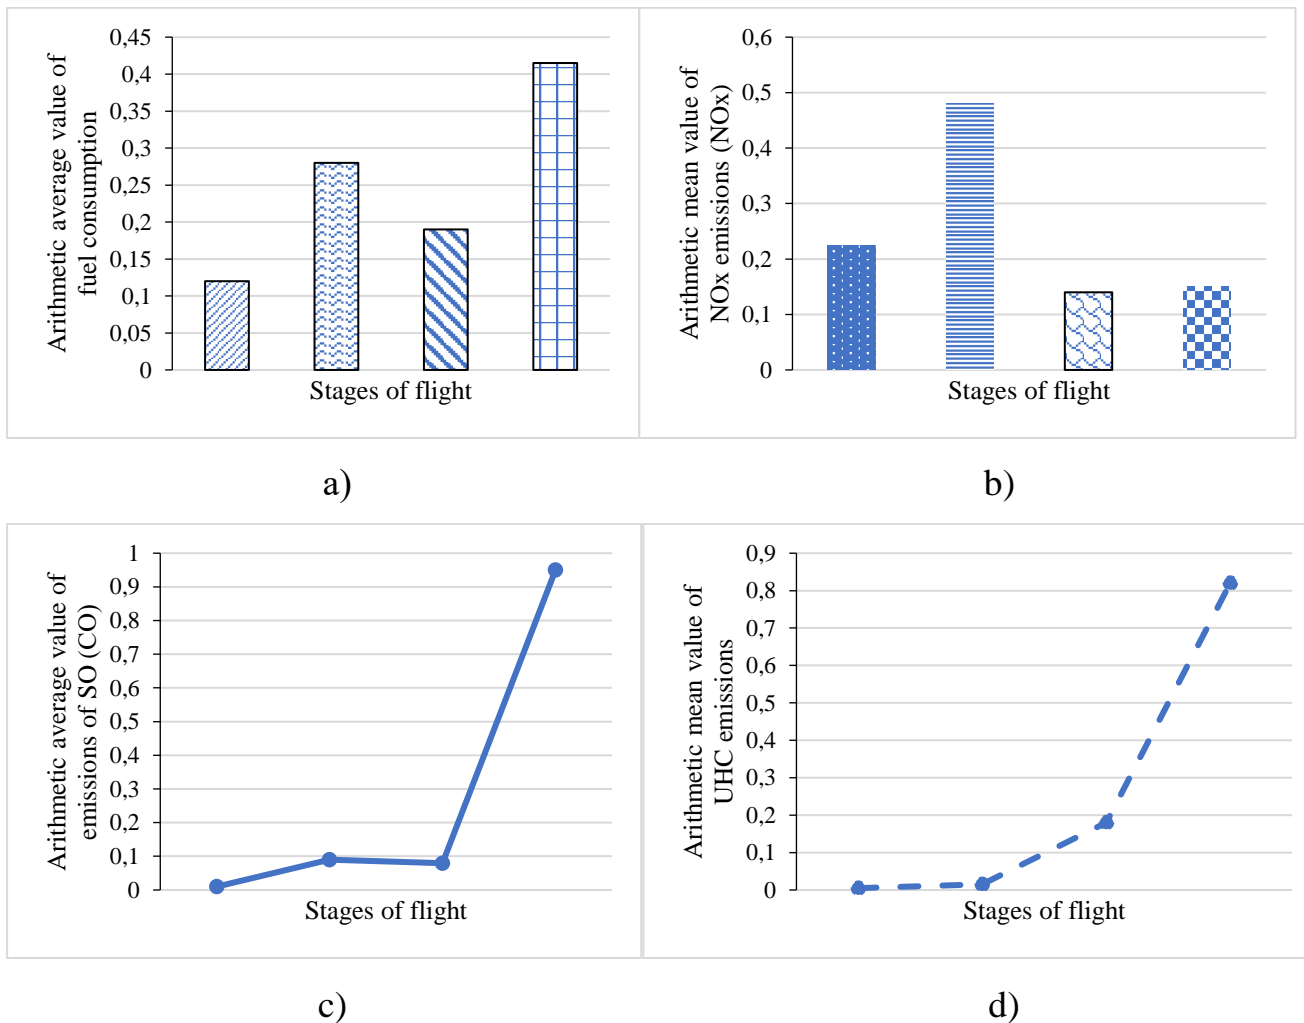 Arithmetic average value of
fuel consumption
0,45
0,4
0,35
0,3
0,25
0,2
0,15
0,1
0,05
0
Stages of flight
Arithmetic mean value of
NOx emissions (NOx)
0,6
0,5
0,4
0,3
0,2
0,1
0
Stages of flight
a)
b)
Arithmetic average value of
emissions of SO (CO)
1
0,9
0,8
0,7
0,6
0,5
0,4
0,3
0,2
0,1
0
Stages of flight
Arithmetic mean value of
UHC emissions
0,9
0,8
0,7
0,6
0,5
0,4
0,3
0,2
0,1
0
Stages of flight
c)
d)